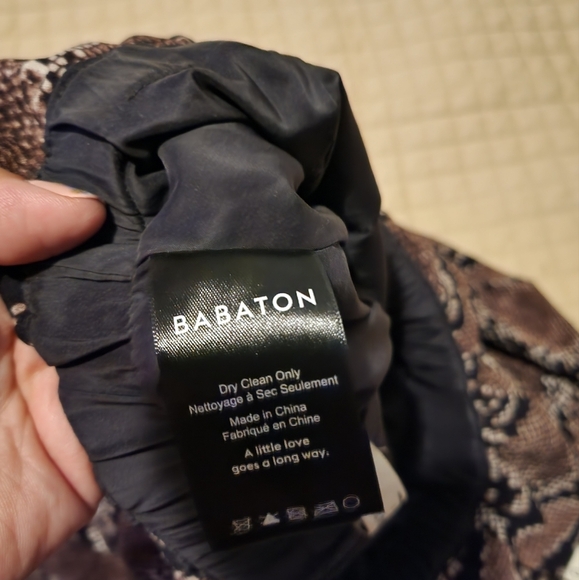 BABATON
Dry Clean Only
Nettoyage à Sec Seulement
Made in China
Fabriqué en Chine
A little love
goes a long way.